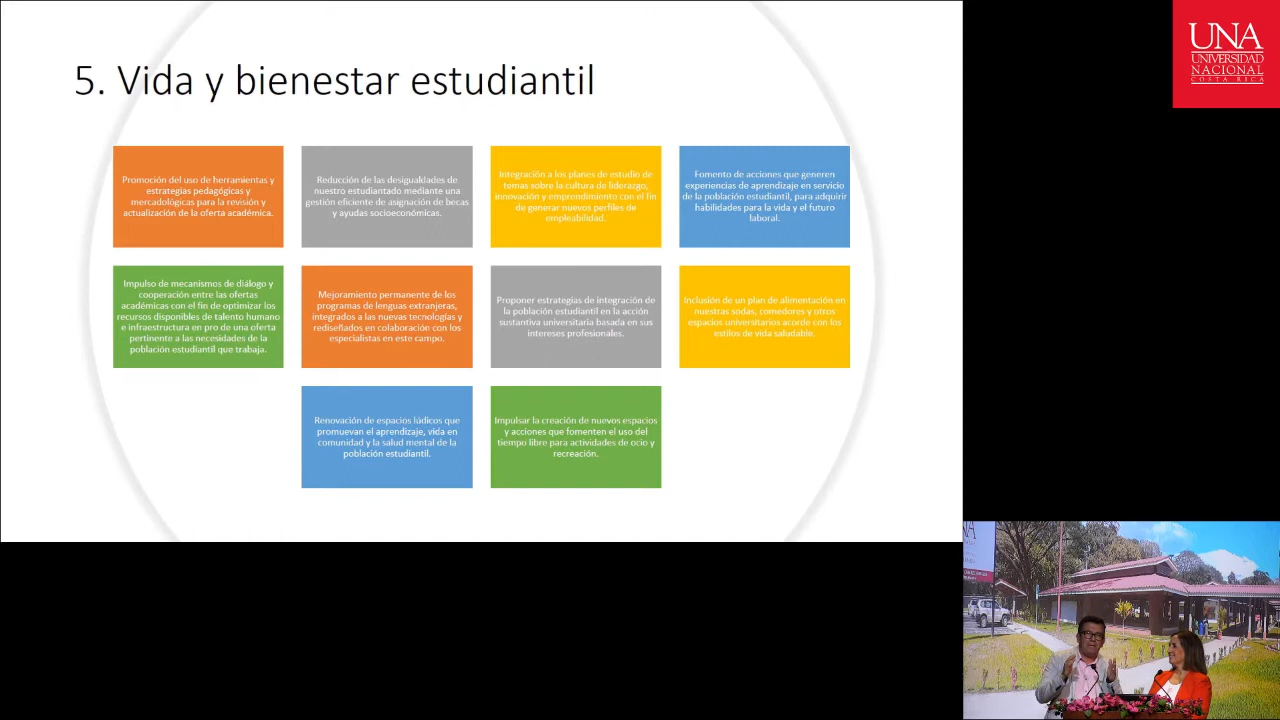 5. Vida y bienestar estudiantil
Promoción del uso de herramientas y
estrategias pedagógicas y
mercadológicas para la revisión y
actualización de la oferta académica.
Reducción de las desigualdades de
nuestro estudiantado mediante una
gestión eficiente de asignación de becas
y ayudas socioeconómicas.
Integración a los planes de estudio de
temas sobre la cultura de liderazgo,
innovación y emprendimiento con el fin
de generar nuevos perfiles de
empleabilidad.
Fomento de acciones que generen
experiencias de aprendizaje en servicio
de la población estudiantil, para adquirir
habilidades para la vida y el futuro
laboral.
Impulso de mecanismos de diálogo y
cooperación entre las ofertas
académicas con el fin de optimizar los
recursos disponibles de talento humano
e infraestructura en pro de una oferta
pertinente a las necesidades de la
población estudiantil que trabaja.
Mejoramiento permanente de los
programas de lenguas extranjeras,
integrados a las nuevas tecnologías y
rediseñados en colaboración con los
especialistas en este campo.
Proponer estrategias de integración de
la población estudiantil en la acción
sustantiva universitaria basada en sus
intereses profesionales.
Inclusión de un plan de alimentación en
nuestras sodas, comedores y otros
espacios universitarios acorde con los
estilos de vida saludable.
Renovación de espacios lúdicos que
promuevan el aprendizaje, vida en
comunidad y la salud mental de la
población estudiantil.
Impulsar la creación de nuevos espacios
y acciones que fomenten el uso del
tiempo libre para actividades de ocio y
recreación.
UNA
UNIVERSIDAD
NACIONAL
COSTA RICA